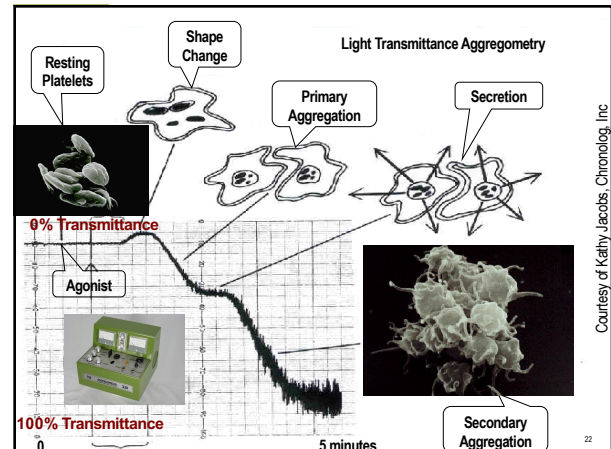 Light Transmittance Aggregometry
Shape
Change
Resting
Platelets
Primary
Aggregation
Secretion
0% Transmittance
Agonist
100% Transmittance
0
5 minutes
Secondary
Aggregation
Courtesy of Kathy Jacobs, Chronolog, Inc
22